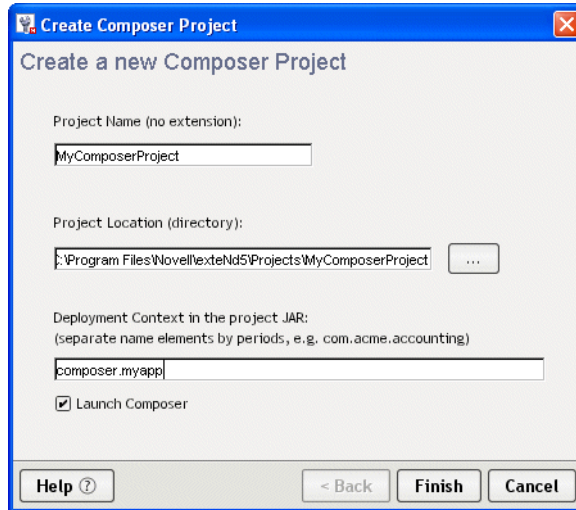 Create Composer Project
Create a new Composer Project
Project Name (no extension):
MyComposerProject
Project Location (directory):
C:\Program Files\Novell\exteNd5\Projects\MyComposerProject
...
Deployment Context in the project JAR:
(separate name elements by periods, e.g. com.acme.accounting)
composer.myapp
Launch Composer
Help ?
< Back
Finish
Cancel